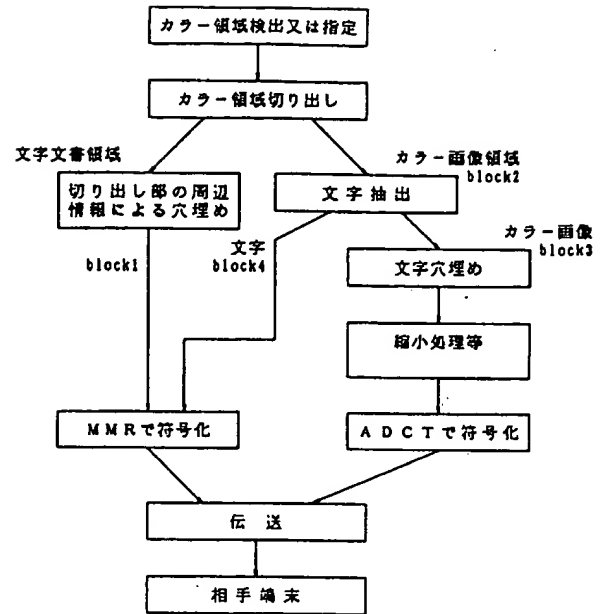 カラー領域検出又は指定
カラー領域切り出し
文字文書領域
切り出し部の周辺
情報による穴埋め
カラー画像領域
block2
文字抽出
文字
block4
block1
カラー画像
block3
文字穴埋め
縮小処理等
MMRで符号化
ADCTで符号化
伝送
相手端末